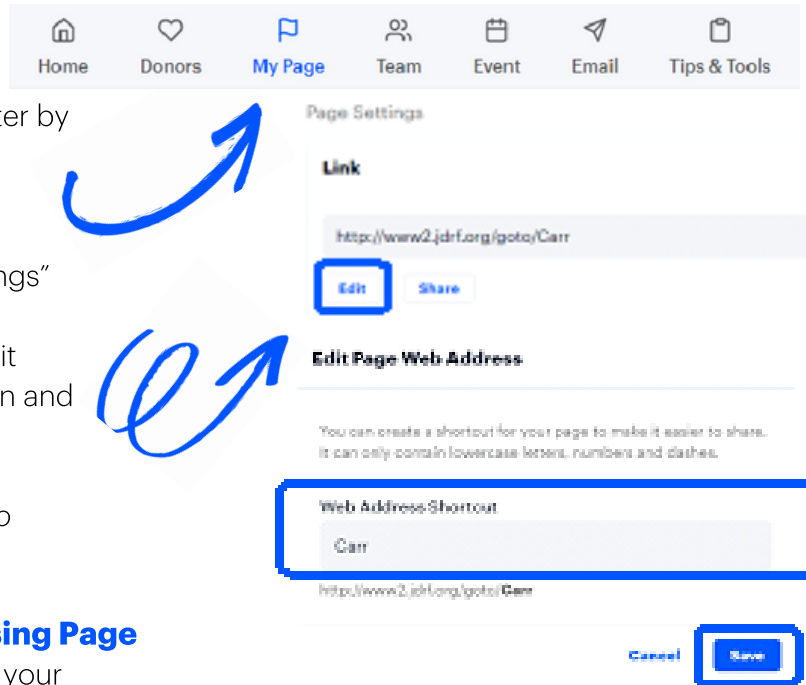 Home Donors My Page Team Event Email Tips & Tools
ter by
Page Settings
Link
http://www2.jdrf.org/goto/Carr
ngs”
Edit Share
it
Edit Page Web Address
n and
You can create a shortcut for your page to make it easier to share.
It can only contain lowercase letters, numbers and dashes.
Web Address Shortcut
o
Carr
http://www2.jdrf.org/goto/Carr
sing Page
Cancel Save
your